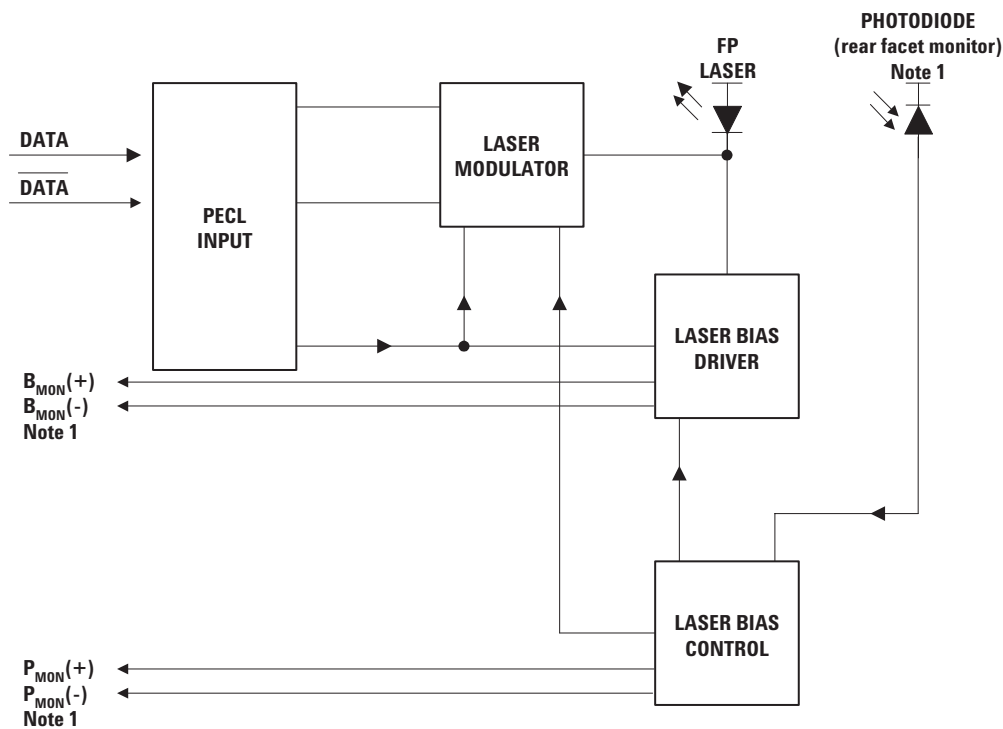 PHOTODIODE
(rear facet monitor)
Note 1
FP
LASER
DATA
DATA
PECL
INPUT
LASER
MODULATOR
LASER BIAS
DRIVER
BMON(+)
BMON(-)
Note 1
LASER BIAS
CONTROL
PMON(+)
PMON(-)
Note 1